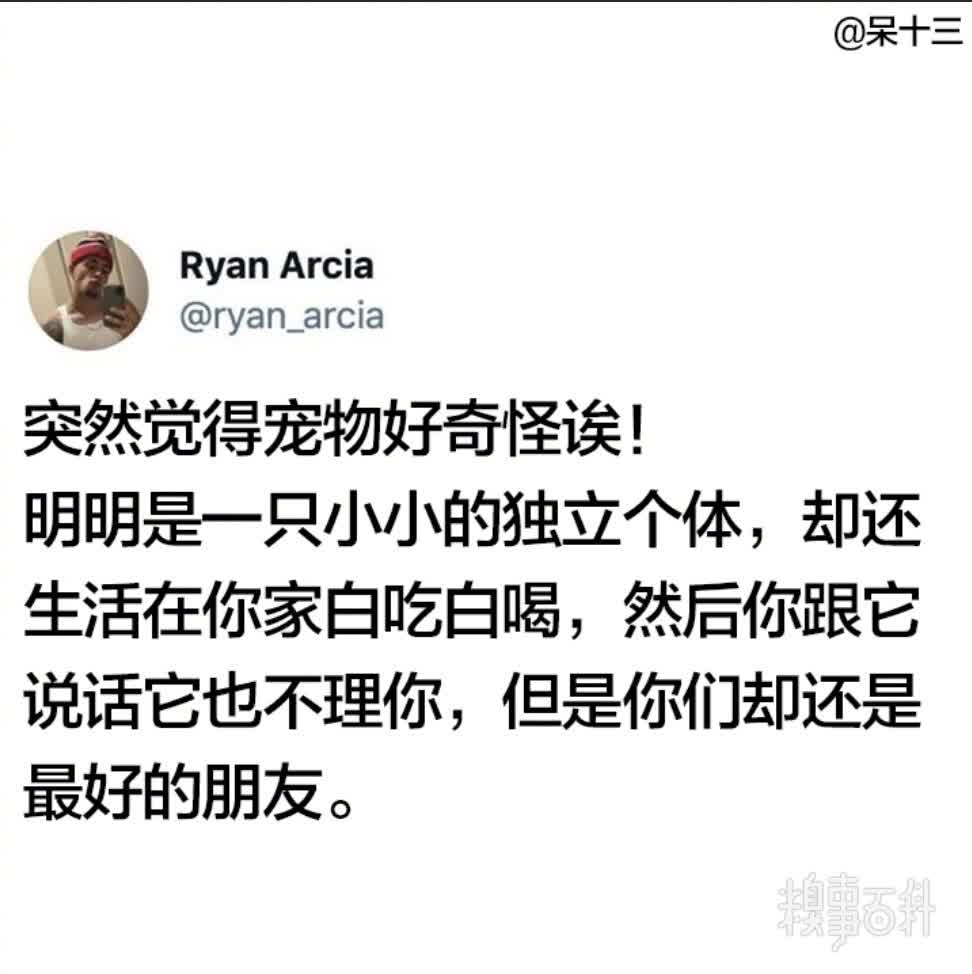 @呆十三
Ryan Arcia
@ryan_arcia
突然觉得宠物好奇怪诶！
明明是一只小小的独立个体，却还
生活在你家白吃白喝，然后你跟它
说话它也不理你，但是你们却还是
最好的朋友。
糗事百科